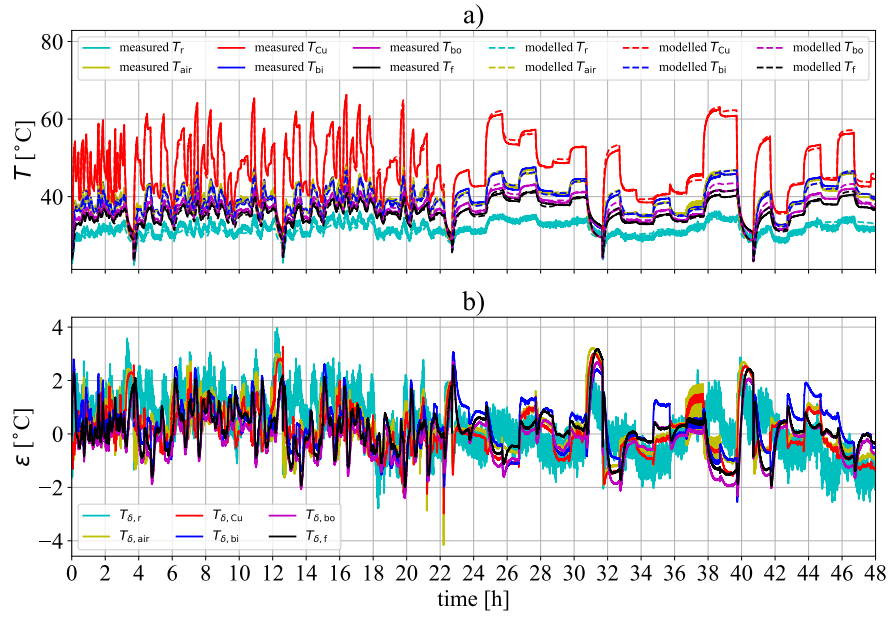 a)
80
60
40
T [°C]
measured T_r measured T_Cu measured T_bo modelled T_r modelled T_Cu modelled T_bo
measured T_air measured T_bi measured T_f modelled T_air modelled T_bi modelled T_f
b)
4
2
0
−2
−4
ε [°C]
T_δ, r T_δ, Cu T_δ, bo
T_δ, air T_δ, bi T_δ, f
0 2 4 6 8 10 12 14 16 18 20 22 24 26 28 30 32 34 36 38 40 42 44 46 48
time [h]